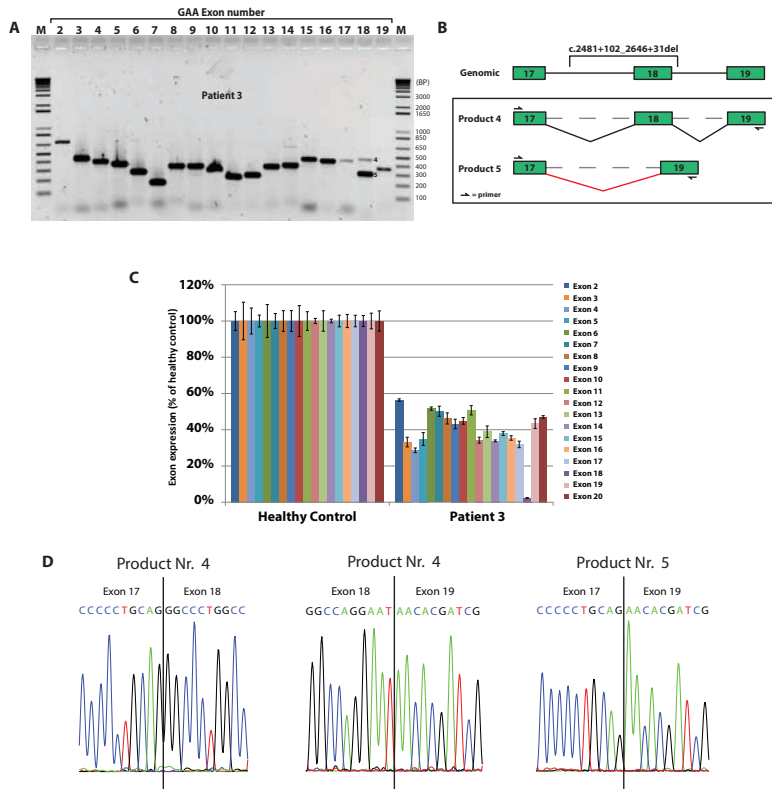 GAA Exon number
A
M 2 3 4 5 6 7 8 9 10 11 12 13 14 15 16 17 18 19 M
(BP)
3000
2000
1650
1000
850
650
500
400
300
200
100
Patient 3
4
5
B
c.2481+102_2646+31del
Genomic 17 18 19
Product 4 17 18 19
Product 5 17 19
= primer
C
Exon expression (% of healthy control)
120%
100%
80%
60%
40%
20%
0%
Healthy Control Patient 3
Exon 2
Exon 3
Exon 4
Exon 5
Exon 6
Exon 7
Exon 8
Exon 9
Exon 10
Exon 11
Exon 12
Exon 13
Exon 14
Exon 15
Exon 16
Exon 17
Exon 18
Exon 19
Exon 20
D
Product Nr. 4
Exon 17 Exon 18
CCCCCTGCAGGGCCCTGGCC
Product Nr. 4
Exon 18 Exon 19
GGCCAGGAATAACACGATCG
Product Nr. 5
Exon 17 Exon 19
CCCCCTGCAGAACACGATCG